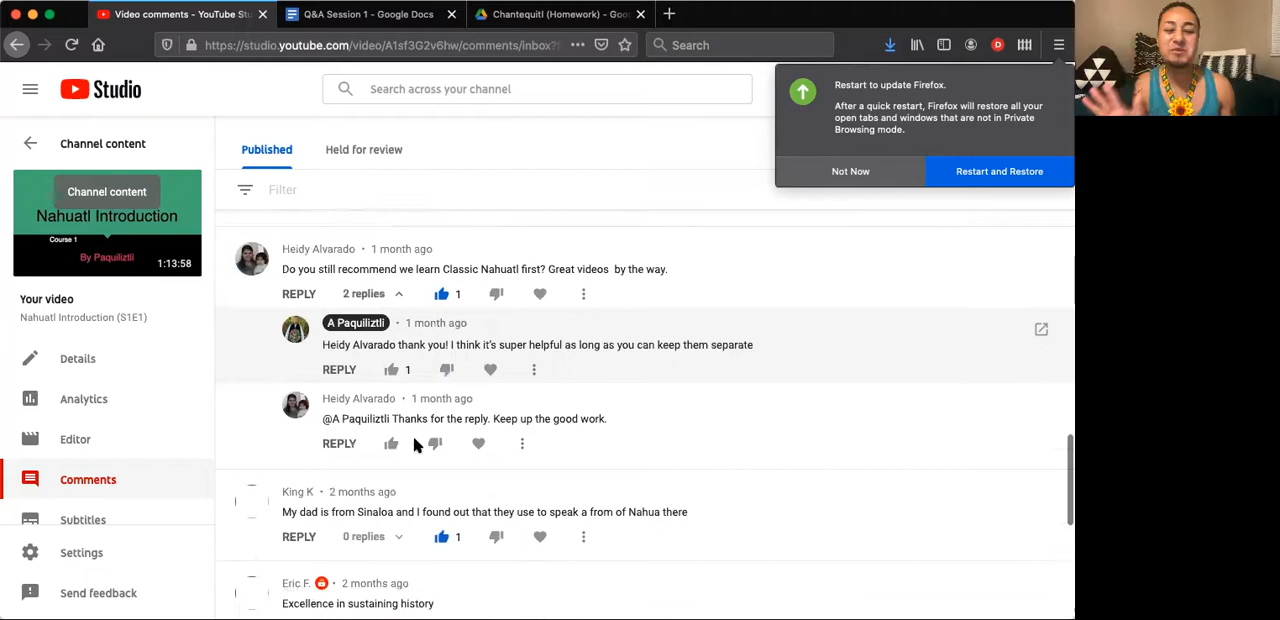 Video comments - YouTube Stu
Q&A Session 1 - Google Docs
Chantequitl (Homework) - Goog
https://studio.youtube.com/video/A1sf3G2v6hw/comments/inbox?
Search
Studio
Search across your channel
Restart to update Firefox.
After a quick restart, Firefox will restore all your
open tabs and windows that are not in Private
Browsing mode.
Not Now
Restart and Restore
Channel content
Channel content
Nahuatl Introduction
Course 1
By Paquiliztli
1:13:58
Your video
Nahuatl Introduction (S1E1)
Details
Analytics
Editor
Comments
Subtitles
Settings
Send feedback
Published
Held for review
Filter
Heidy Alvarado • 1 month ago
Do you still recommend we learn Classic Nahuatl first? Great videos by the way.
REPLY 2 replies 1
A Paquiliztli • 1 month ago
Heidy Alvarado thank you! I think it's super helpful as long as you can keep them separate
REPLY 1
Heidy Alvarado • 1 month ago
@A Paquiliztli Thanks for the reply. Keep up the good work.
REPLY
King K • 2 months ago
My dad is from Sinaloa and I found out that they use to speak a from of Nahua there
REPLY 0 replies 1
Eric F. • 2 months ago
Excellence in sustaining history